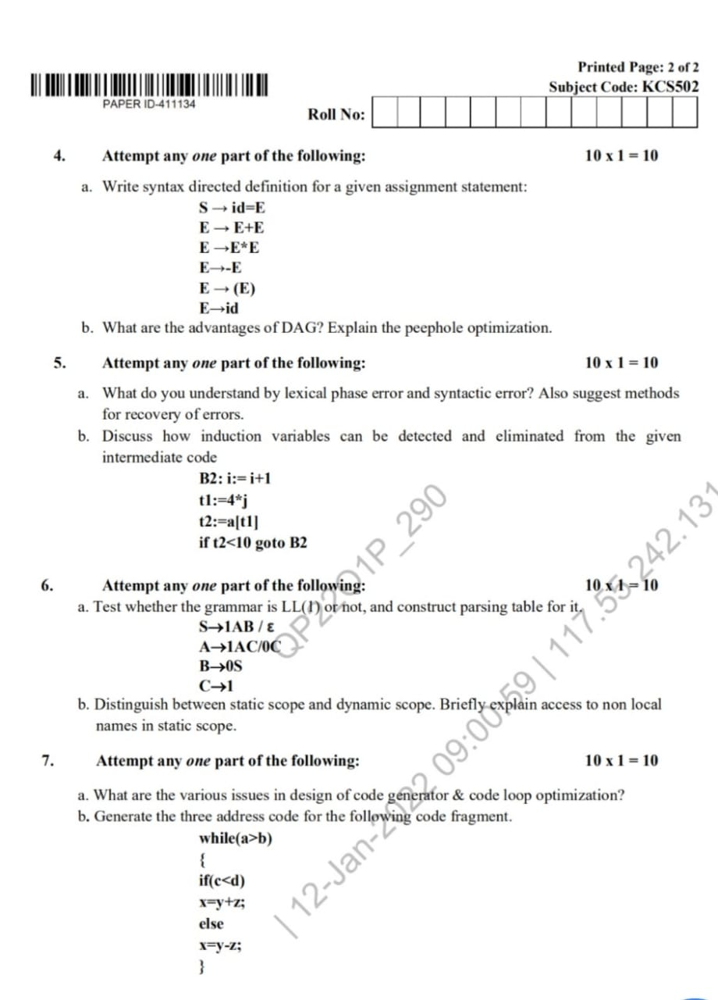 Printed Page: 2 of 2
Subject Code: KCS502
PAPER ID-411134
Roll No:
4. Attempt any one part of the following: 10 x 1 = 10
a. Write syntax directed definition for a given assignment statement:
S → id=E
E → E+E
E →E*E
E→-E
E → (E)
E→id
b. What are the advantages of DAG? Explain the peephole optimization.
5. Attempt any one part of the following: 10 x 1 = 10
a. What do you understand by lexical phase error and syntactic error? Also suggest methods
for recovery of errors.
b. Discuss how induction variables can be detected and eliminated from the given
intermediate code
B2: i:= i+1
t1:=4*j
t2:=a[t1]
if t2<10 goto B2
6. Attempt any one part of the following: 10 x 1 = 10
a. Test whether the grammar is LL(1) or not, and construct parsing table for it.
S→1AB / ε
A→1AC/0C
B→0S
C→1
b. Distinguish between static scope and dynamic scope. Briefly explain access to non local
names in static scope.
7. Attempt any one part of the following: 10 x 1 = 10
a. What are the various issues in design of code generator & code loop optimization?
b. Generate the three address code for the following code fragment.
while(a>b)
{
if(c<d)
x=y+z;
else
x=y-z;
}
QP22O1P_290
| 12-Jan-2022 09:00:59 | 117.55.242.131